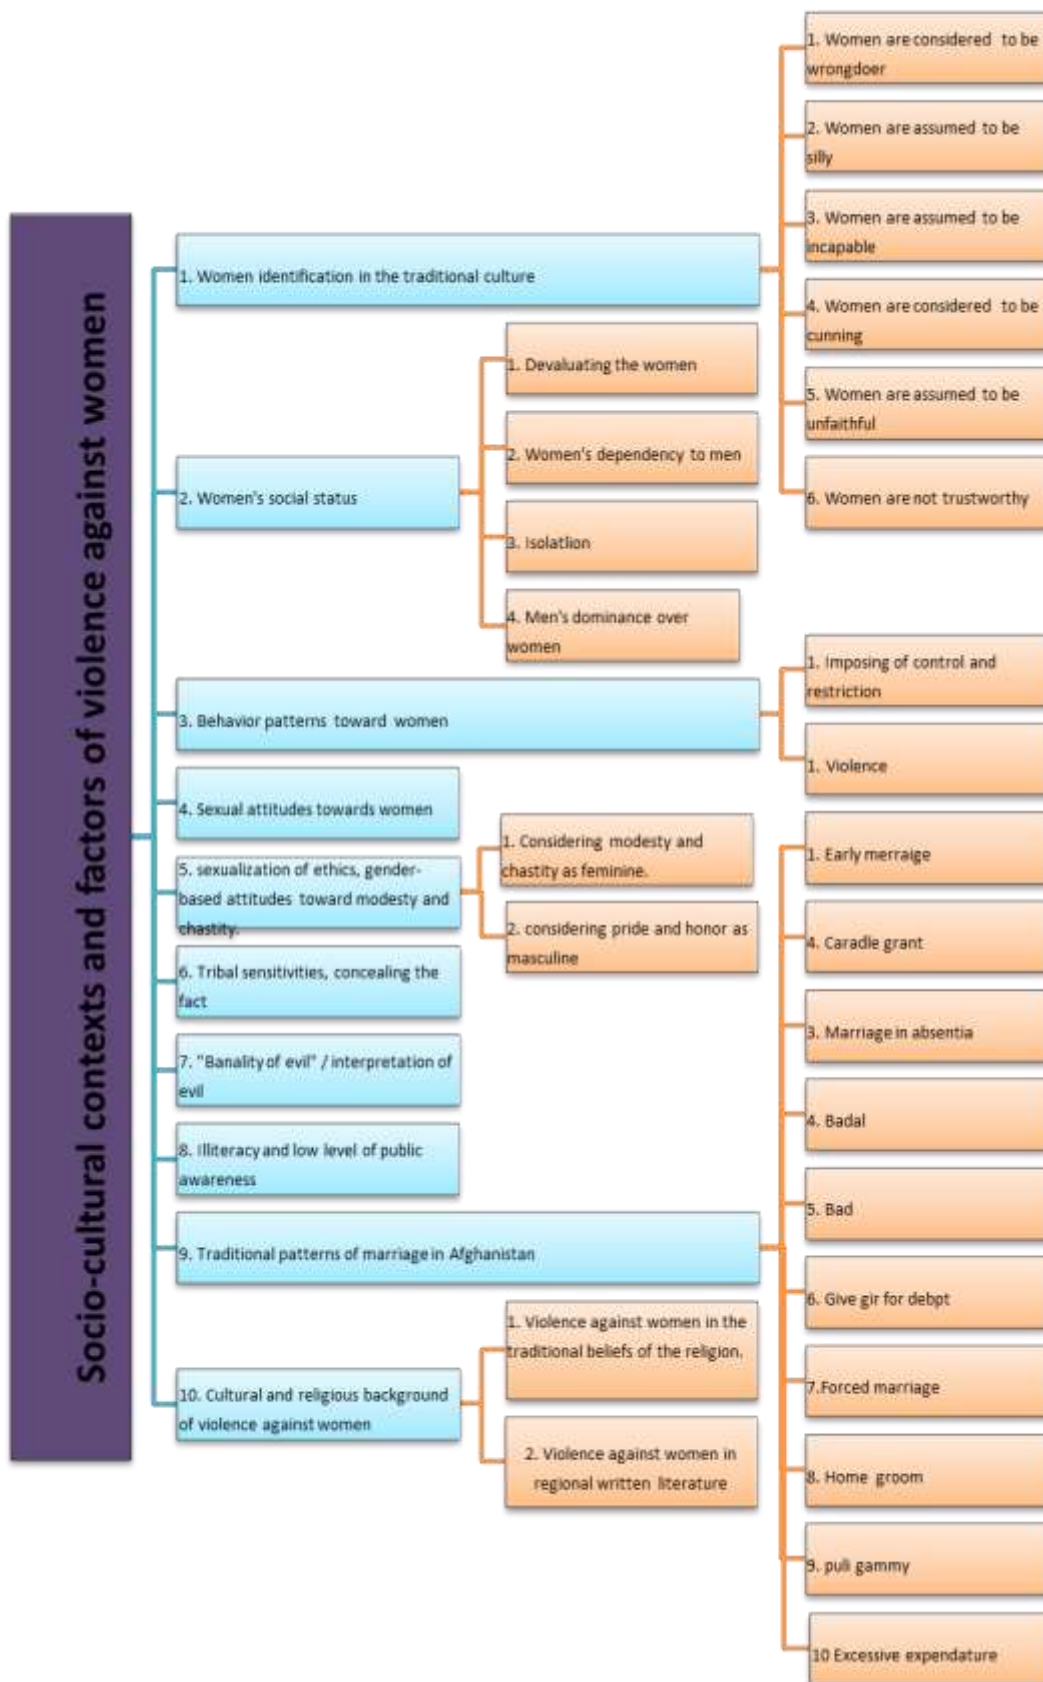 Socio-cultural contexts and factors of violence against women
1. Women identification in the traditional culture
1. Women are considered to be
wrongdoer
2. Women are assumed to be
silly
3. Women are assumed to be
incapable
4. Women are considered to be
cunning
5. Women are assumed to be
unfaithful
6. Women are not trustworthy
2. Women's social status
1. Devaluating the women
2. Women's dependency to men
3. Isolatlion
4. Men's dominance over
women
3. Behavior patterns toward women
1. Imposing of control and
restriction
1. Violence
4. Sexual attitudes towards women
5. sexualization of ethics, gender-
based attitudes toward modesty and
chastity.
1. Considering modesty and
chastity as feminine.
2. considering pride and honor as
masculine
6. Tribal sensitivities, concealing the
fact
7. "Banality of evil" / interpretation of
evil
8. Illiteracy and low level of public
awareness
9. Traditional patterns of marriage in Afghanistan
1. Early merraige
4. Caradle grant
3. Marriage in absentia
4. Badal
5. Bad
6. Give gir for debpt
7.Forced marriage
8. Home groom
9. puli gammy
10 Excessive expendature
10. Cultural and religious background
of violence against women
1. Violence against women in the
traditional beliefs of the religion.
2. Violence against women in
regional written literature